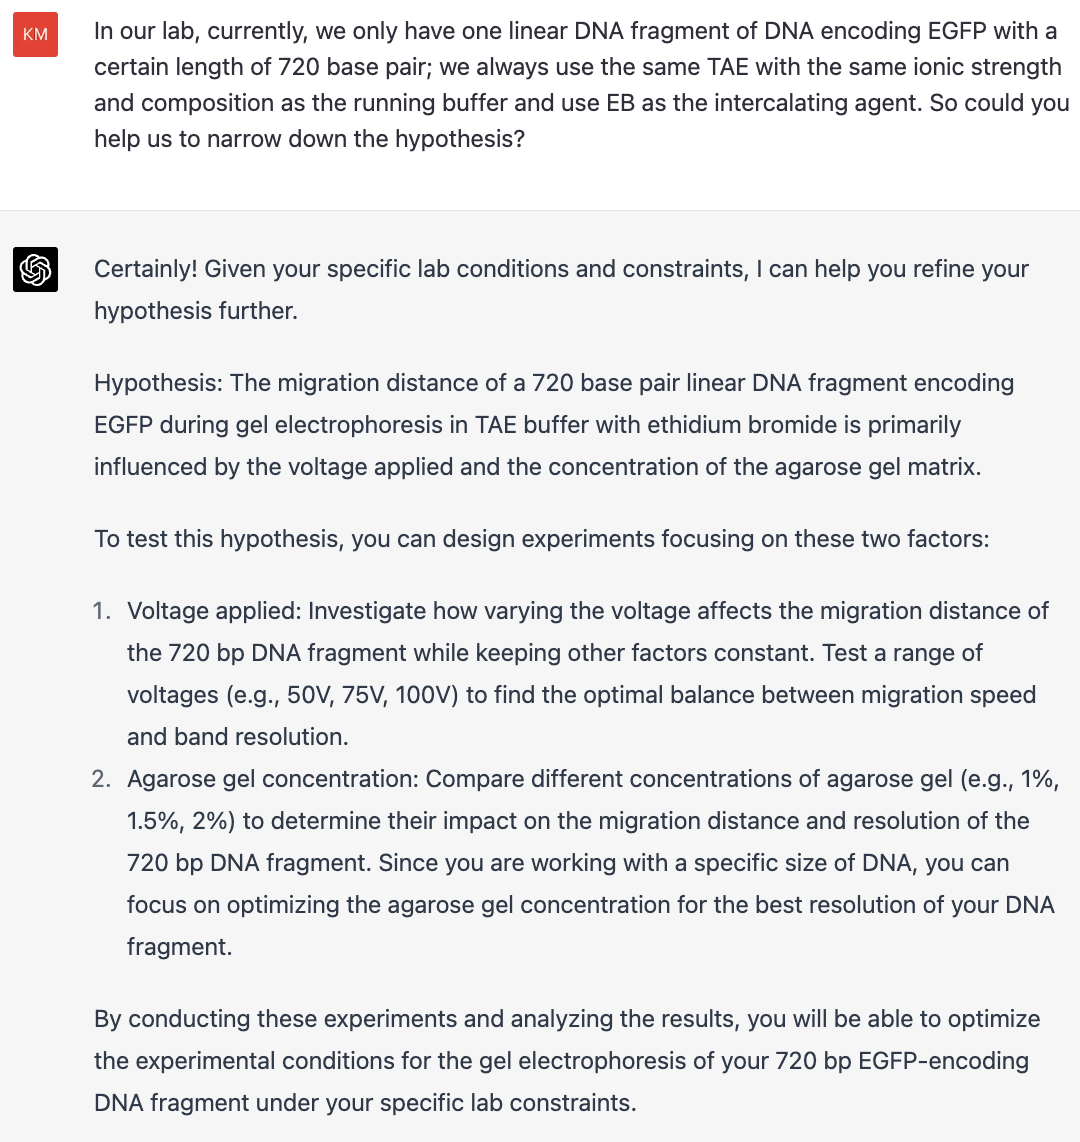 KM
In our lab, currently, we only have one linear DNA fragment of DNA encoding EGFP with a
certain length of 720 base pair; we always use the same TAE with the same ionic strength
and composition as the running buffer and use EB as the intercalating agent. So could you
help us to narrow down the hypothesis?
Certainly! Given your specific lab conditions and constraints, I can help you refine your
hypothesis further.
Hypothesis: The migration distance of a 720 base pair linear DNA fragment encoding
EGFP during gel electrophoresis in TAE buffer with ethidium bromide is primarily
influenced by the voltage applied and the concentration of the agarose gel matrix.
To test this hypothesis, you can design experiments focusing on these two factors:
1. Voltage applied: Investigate how varying the voltage affects the migration distance of
the 720 bp DNA fragment while keeping other factors constant. Test a range of
voltages (e.g., 50V, 75V, 100V) to find the optimal balance between migration speed
and band resolution.
2. Agarose gel concentration: Compare different concentrations of agarose gel (e.g., 1%,
1.5%, 2%) to determine their impact on the migration distance and resolution of the
720 bp DNA fragment. Since you are working with a specific size of DNA, you can
focus on optimizing the agarose gel concentration for the best resolution of your DNA
fragment.
By conducting these experiments and analyzing the results, you will be able to optimize
the experimental conditions for the gel electrophoresis of your 720 bp EGFP-encoding
DNA fragment under your specific lab constraints.